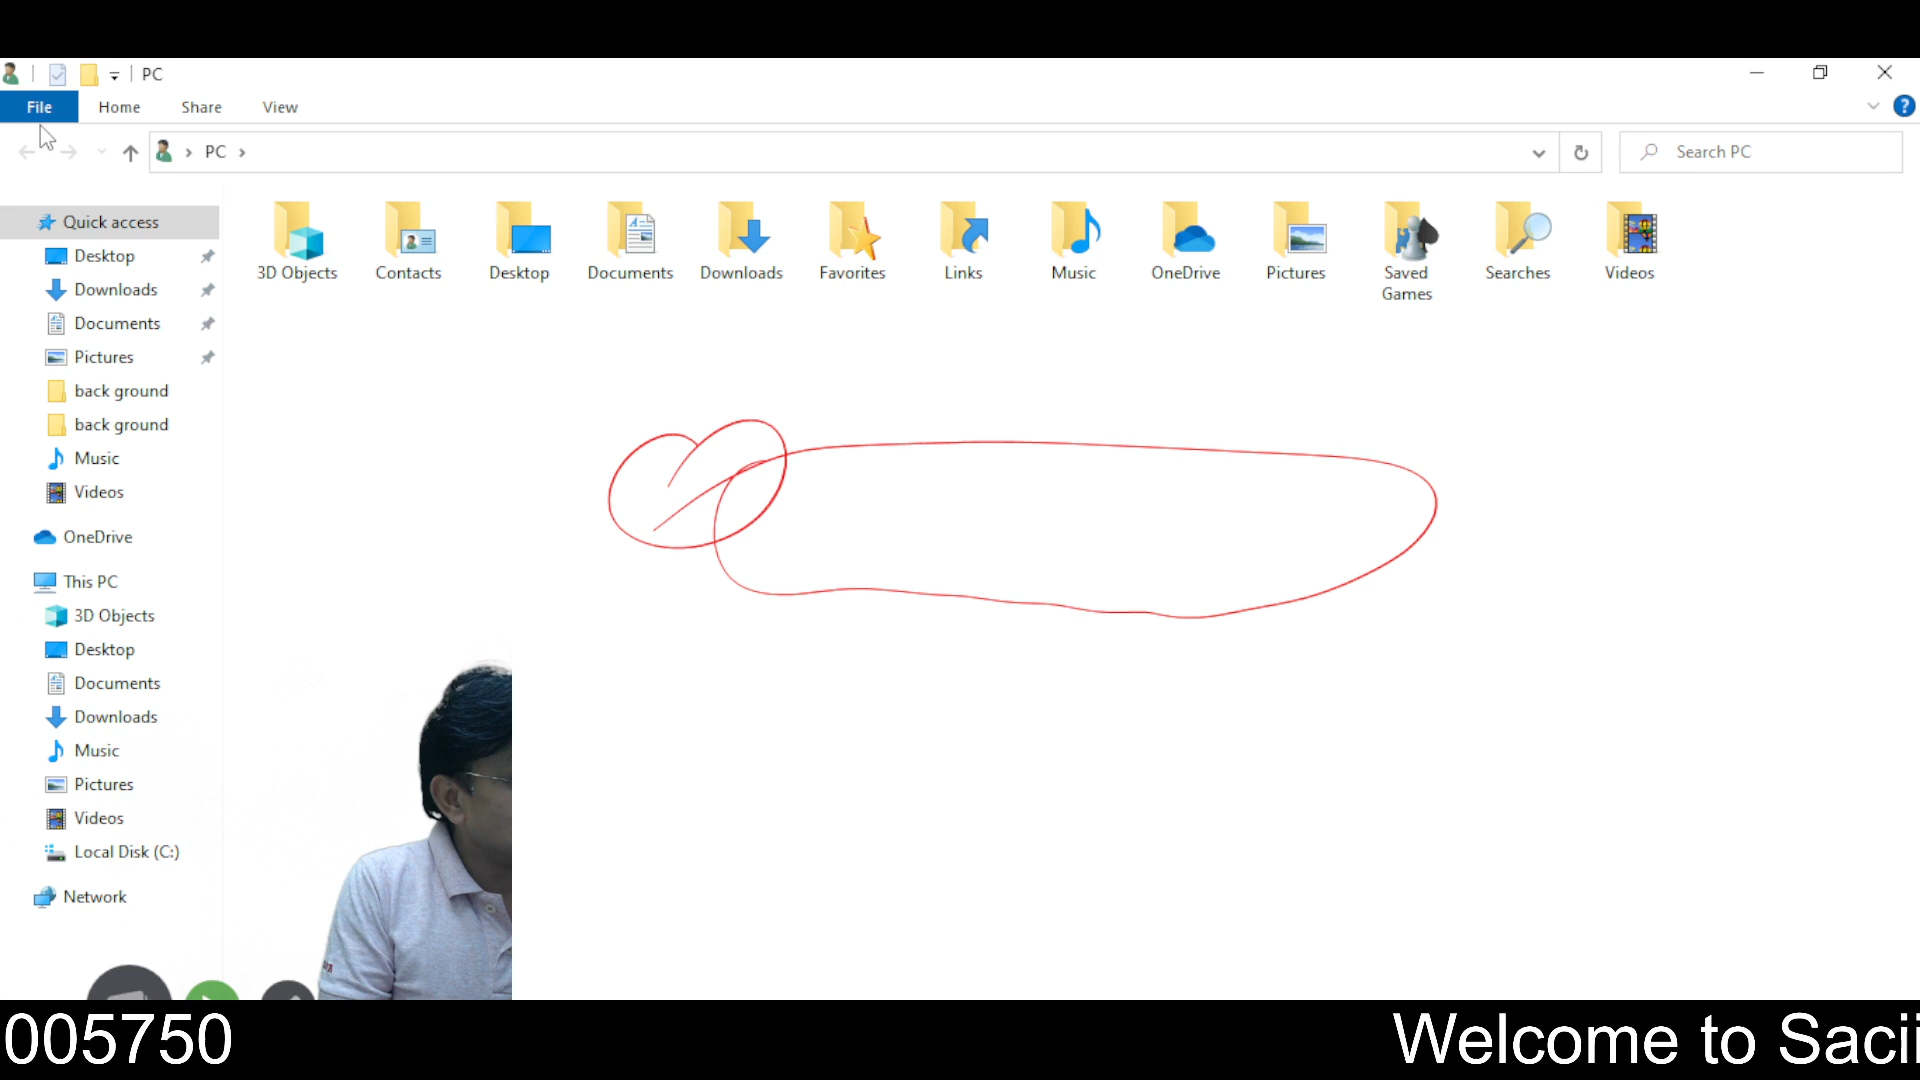 PC
File Home Share View
PC
Search PC
Quick access
Desktop
Downloads
Documents
Pictures
back ground
back ground
Music
Videos
OneDrive
This PC
3D Objects
Desktop
Documents
Downloads
Music
Pictures
Videos
Local Disk (C:)
Network
3D Objects Contacts Desktop Documents Downloads Favorites Links Music OneDrive Pictures Saved Games Searches Videos
005750
Welcome to Sacii